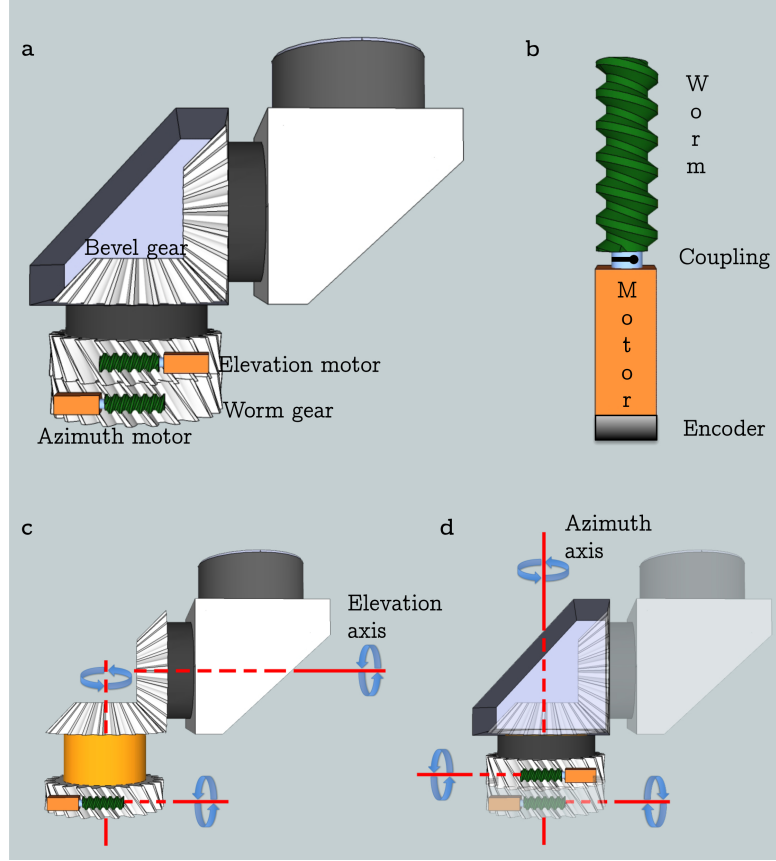 a
Bevel gear
Elevation motor
Worm gear
Azimuth motor
b
W
o
r
m
Coupling
M
o
t
o
r
Encoder
c
Elevation
axis
d
Azimuth
axis